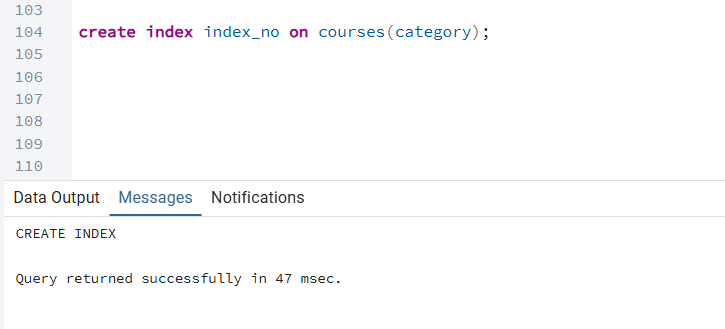 103
104 create index index_no on courses(category);
105
106
107
108
109
110
Data Output Messages Notifications
CREATE INDEX
Query returned successfully in 47 msec.